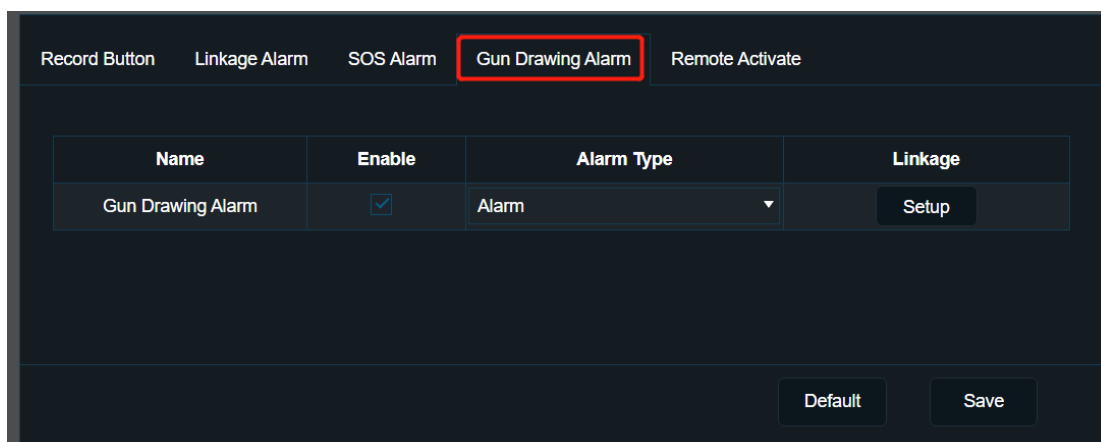 Record Button Linkage Alarm SOS Alarm Gun Drawing Alarm Remote Activate
Name Enable Alarm Type Linkage
Gun Drawing Alarm Alarm Setup
Default Save